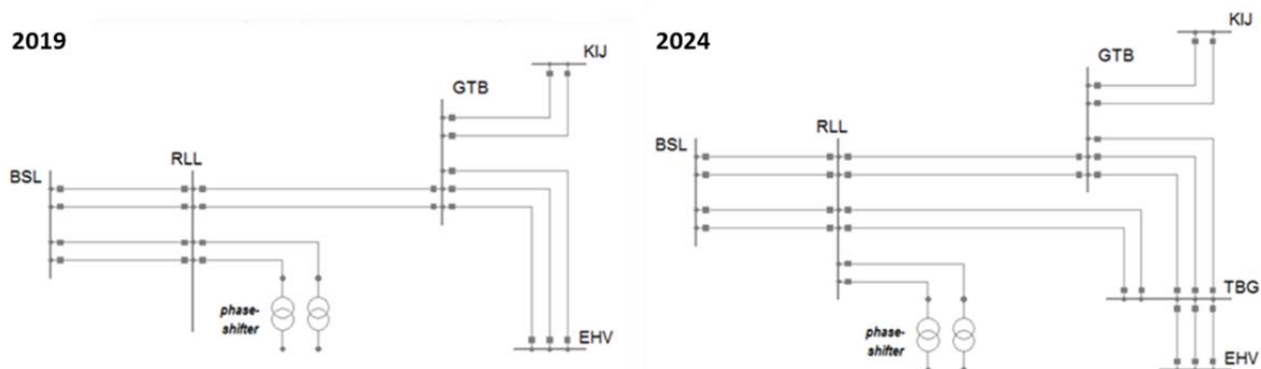 2019
KIJ
GTB
RLL
BSL
phase-
shifter
EHV
2024
KIJ
GTB
RLL
BSL
TBG
phase-
shifter
EHV